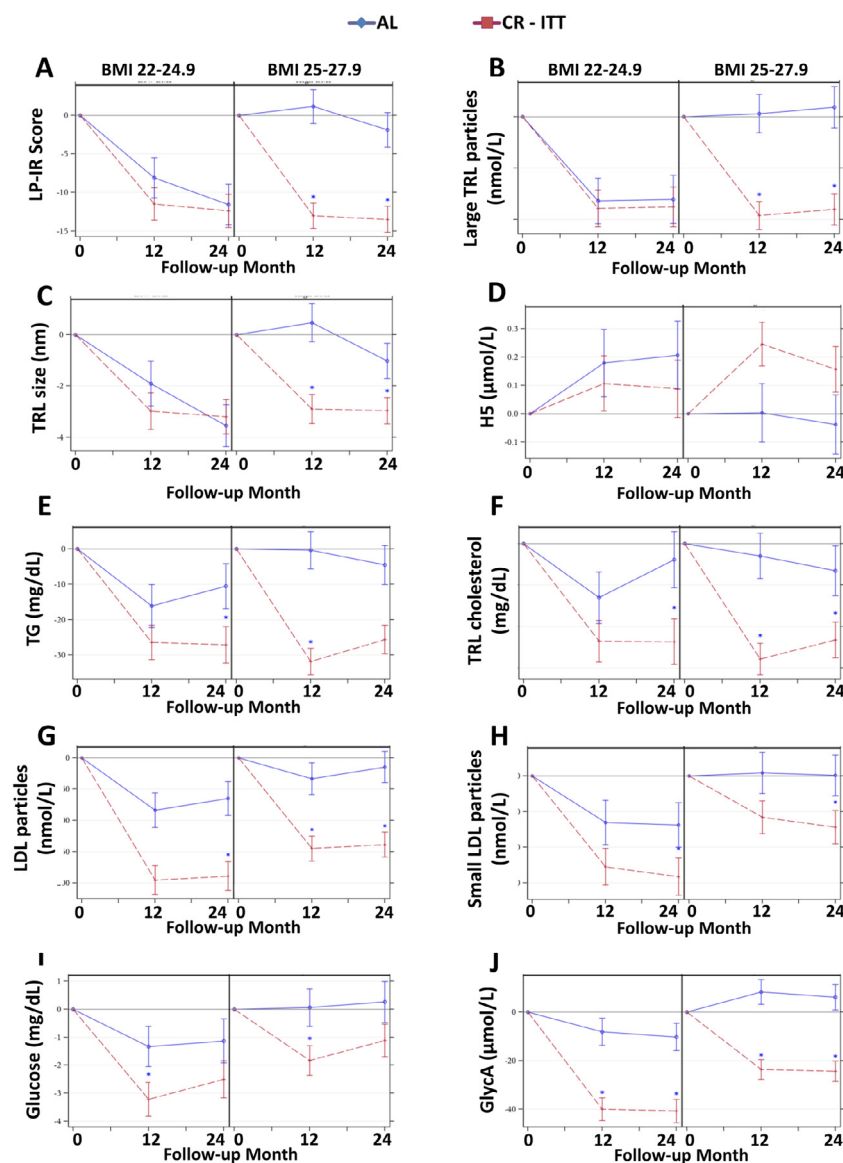 AL CR - ITT
A BMI 22-24.9 BMI 25-27.9 B BMI 22-24.9 BMI 25-27.9
LP-IR Score
0
-5
-10
-15
0 12 24 0 12 24
Follow-up Month
Large TRL particles
(nmol/L)
0 12 24 0 12 24
Follow-up Month
C
TRL size (nm)
0
-2
-4
0 12 24 0 12 24
Follow-up Month
D
H5 (µmol/L)
0.3
0.2
0.1
0.0
-0.1
0 12 24 0 12 24
Follow-up Month
E
TG (mg/dL)
0
-10
-20
-30
0 12 24 0 12 24
Follow-up Month
F
TRL cholesterol
(mg/dL)
0 12 24 0 12 24
Follow-up Month
G
LDL particles
(nmol/L)
0
0 12 24 0 12 24
Follow-up Month
H
Small LDL particles
(nmol/L)
0 12 24 0 12 24
Follow-up Month
I
Glucose (mg/dL)
1
0
-1
-2
-3
-4
0 12 24 0 12 24
Follow-up Month
J
GlycA (µmol/L)
0
-20
-40
0 12 24 0 12 24
Follow-up Month